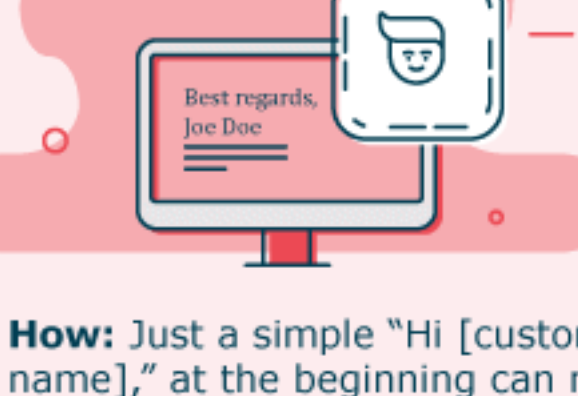 Best regards,
Joe Doe
How: Just a simple “Hi [custo
name],” at the beginning can